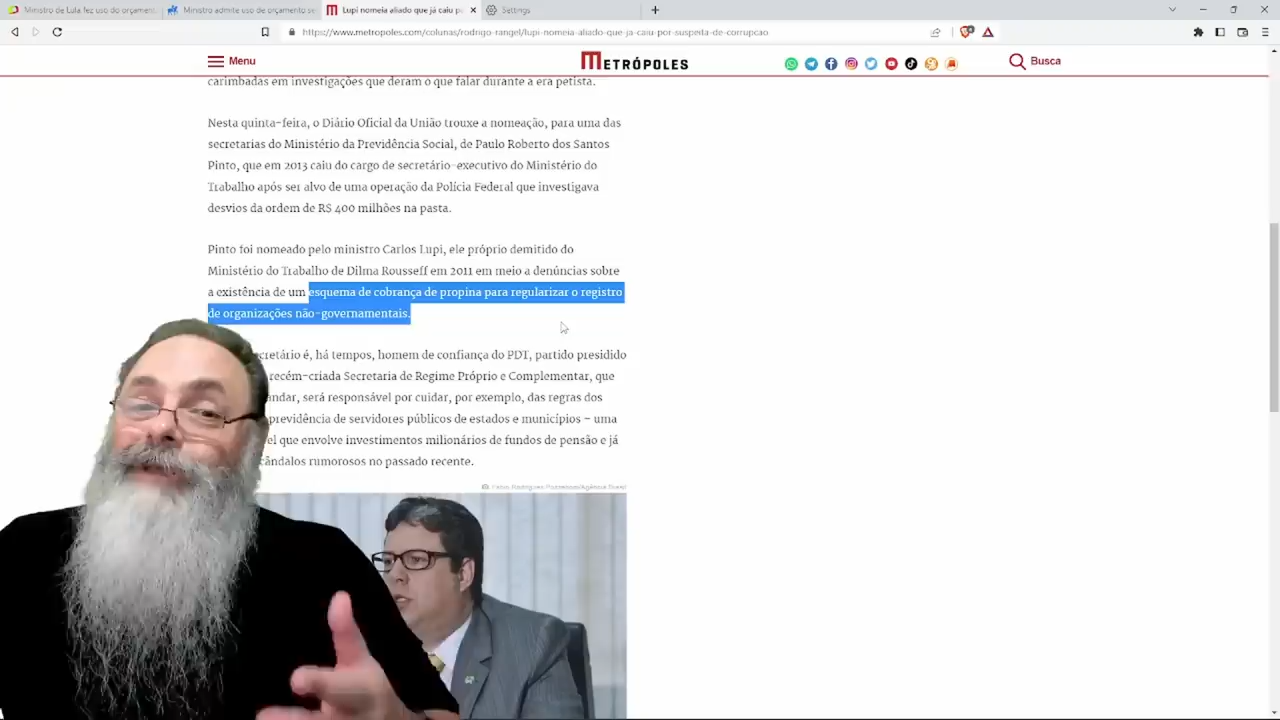 Ministro de Lula fez uso do orçament
Ministro admite uso de orçamento se
Lupi nomeia aliado que já caiu p
Settings
https://www.metropoles.com/colunas/rodrigo-rangel/lupi-nomeia-aliado-que-ja-caiu-por-suspeita-de-corrupcao
Menu
METRÓPOLES
Busca
carimbadas em investigações que deram o que falar durante a era petista.
Nesta quinta-feira, o Diário Oficial da União trouxe a nomeação, para uma das
secretarias do Ministério da Previdência Social, de Paulo Roberto dos Santos
Pinto, que em 2013 caiu do cargo de secretário-executivo do Ministério do
Trabalho após ser alvo de uma operação da Polícia Federal que investigava
desvios da ordem de R$ 400 milhões na pasta.
Pinto foi nomeado pelo ministro Carlos Lupi, ele próprio demitido do
Ministério do Trabalho de Dilma Rousseff em 2011 em meio a denúncias sobre
a existência de um esquema de cobrança de propina para regularizar o registro
de organizações não-governamentais.
cretário é, há tempos, homem de confiança do PDT, partido presidido
recém-criada Secretaria de Regime Próprio e Complementar, que
andar, será responsável por cuidar, por exemplo, das regras dos
previdência de servidores públicos de estados e municípios – uma
el que envolve investimentos milionários de fundos de pensão e já
cândalos rumorosos no passado recente.